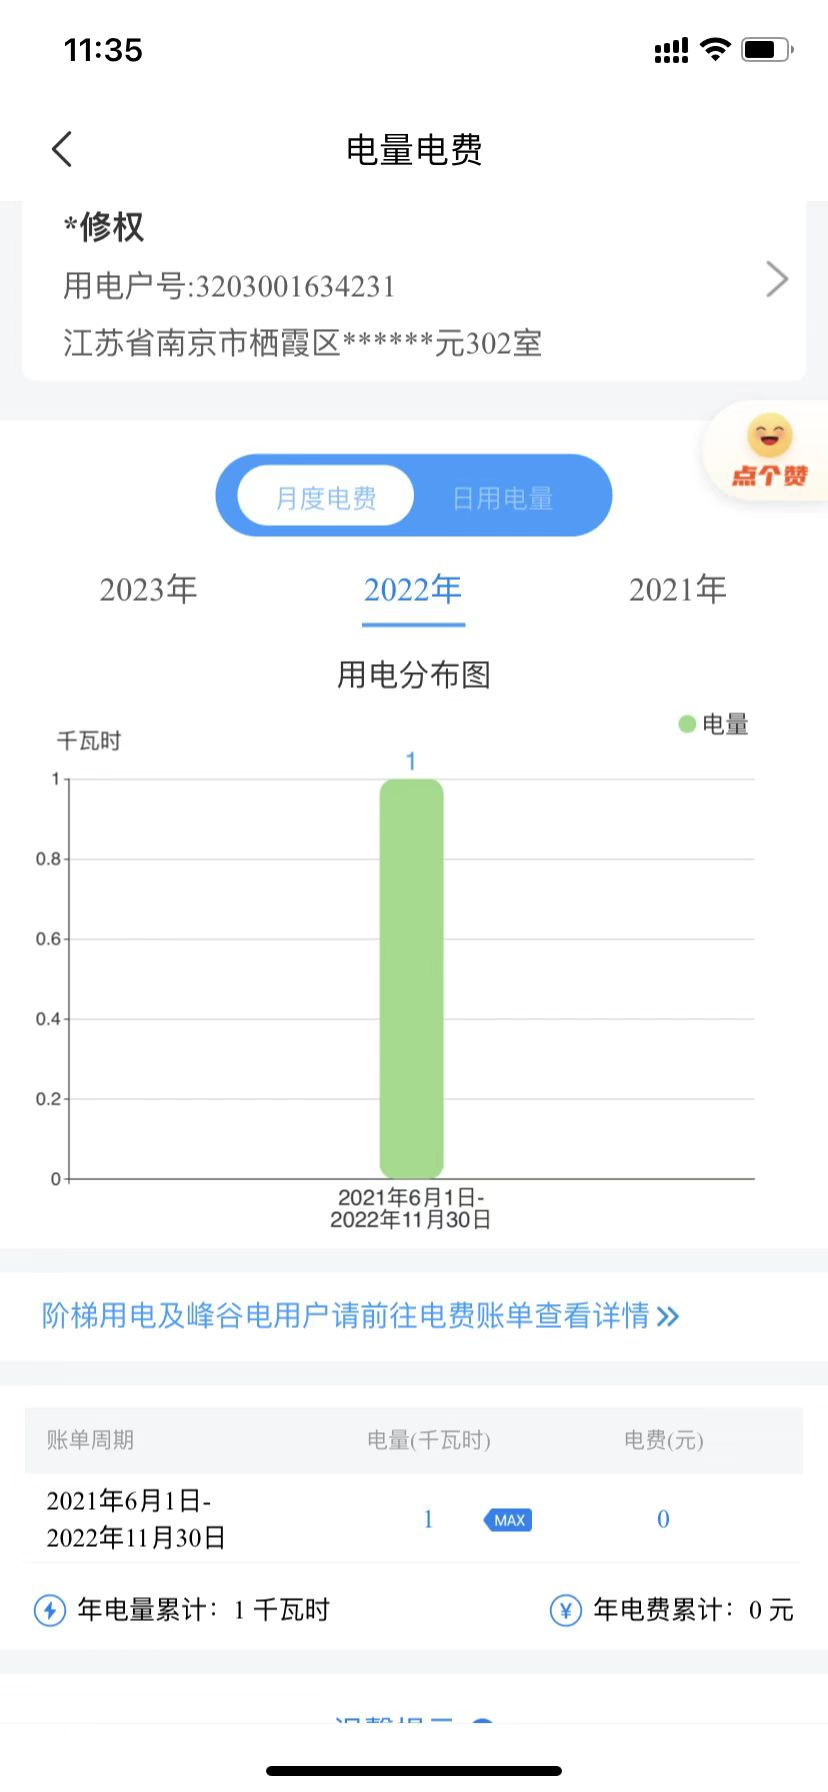 11:35
电量电费
*修权
用电户号:3203001634231
江苏省南京市栖霞区******元302室
点个赞
月度电费 日用电量
2023年 2022年 2021年
用电分布图
电量
千瓦时
1
1
0.8
0.6
0.4
0.2
0
2021年6月1日-
2022年11月30日
阶梯用电及峰谷电用户请前往电费账单查看详情
账单周期 电量(千瓦时) 电费(元)
2021年6月1日-
2022年11月30日
1 MAX 0
年电量累计：1 千瓦时 ¥ 年电费累计：0 元